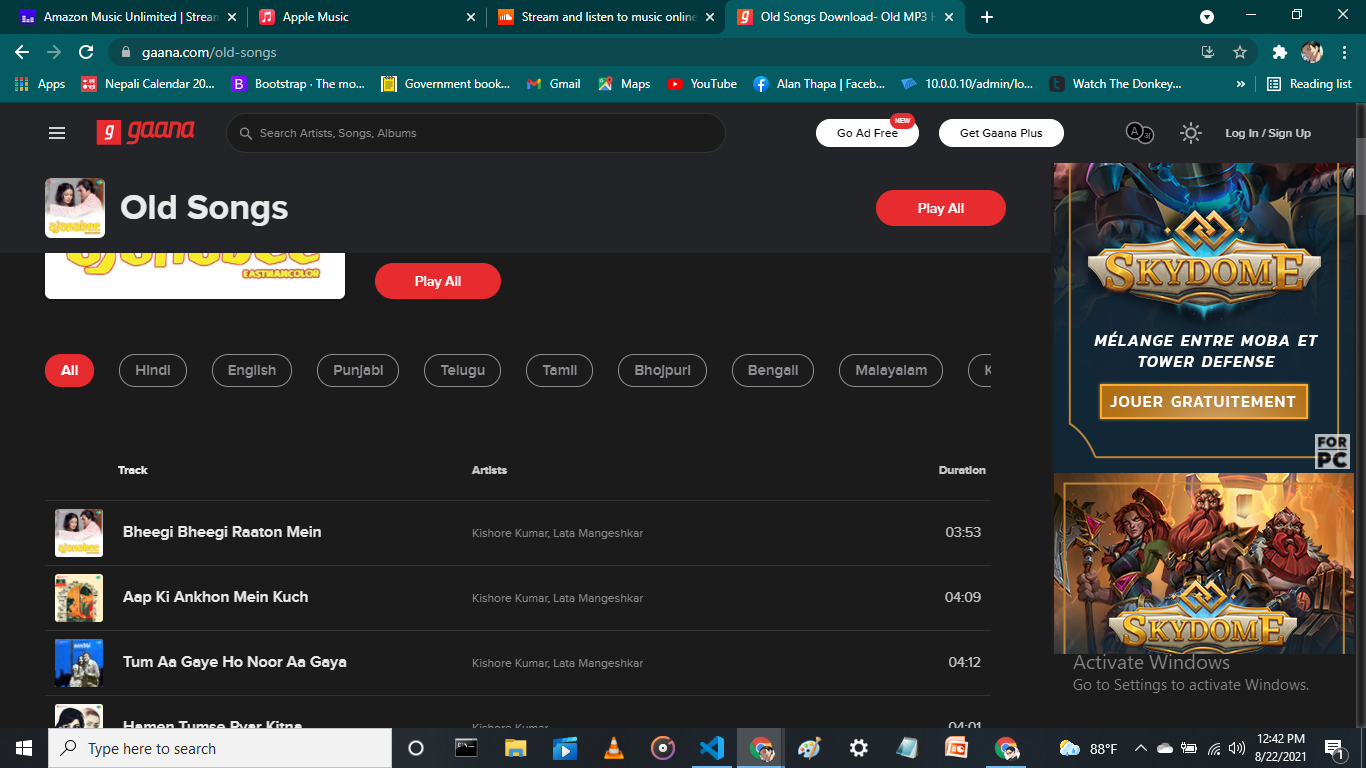 Amazon Music Unlimited | Stream
Apple Music
Stream and listen to music online
Old Songs Download- Old MP3 H
gaana.com/old-songs
Apps
Nepali Calendar 20...
Bootstrap · The mo...
Government book...
Gmail
Maps
YouTube
Alan Thapa | Faceb...
10.0.0.10/admin/lo...
Watch The Donkey...
»
Reading list
g gaana
Search Artists, Songs, Albums
Go Ad Free
NEW
Get Gaana Plus
Log In / Sign Up
Old Songs
Play All
EASTMANCOLOR
Play All
All
Hindi
English
Punjabi
Telugu
Tamil
Bhojpuri
Bengali
Malayalam
K
Track
Artists
Duration
Bheegi Bheegi Raaton Mein
Kishore Kumar, Lata Mangeshkar
03:53
Aap Ki Ankhon Mein Kuch
Kishore Kumar, Lata Mangeshkar
04:09
Tum Aa Gaye Ho Noor Aa Gaya
Kishore Kumar, Lata Mangeshkar
04:12
Hamen Tumse Pyar Kitna
Kishore Kumar
04:01
SKYDOME
MÉLANGE ENTRE MOBA ET
TOWER DEFENSE
JOUER GRATUITEMENT
FOR
PC
SKYDOME
Activate Windows
Go to Settings to activate Windows.
Type here to search
88°F
12:42 PM
8/22/2021
1